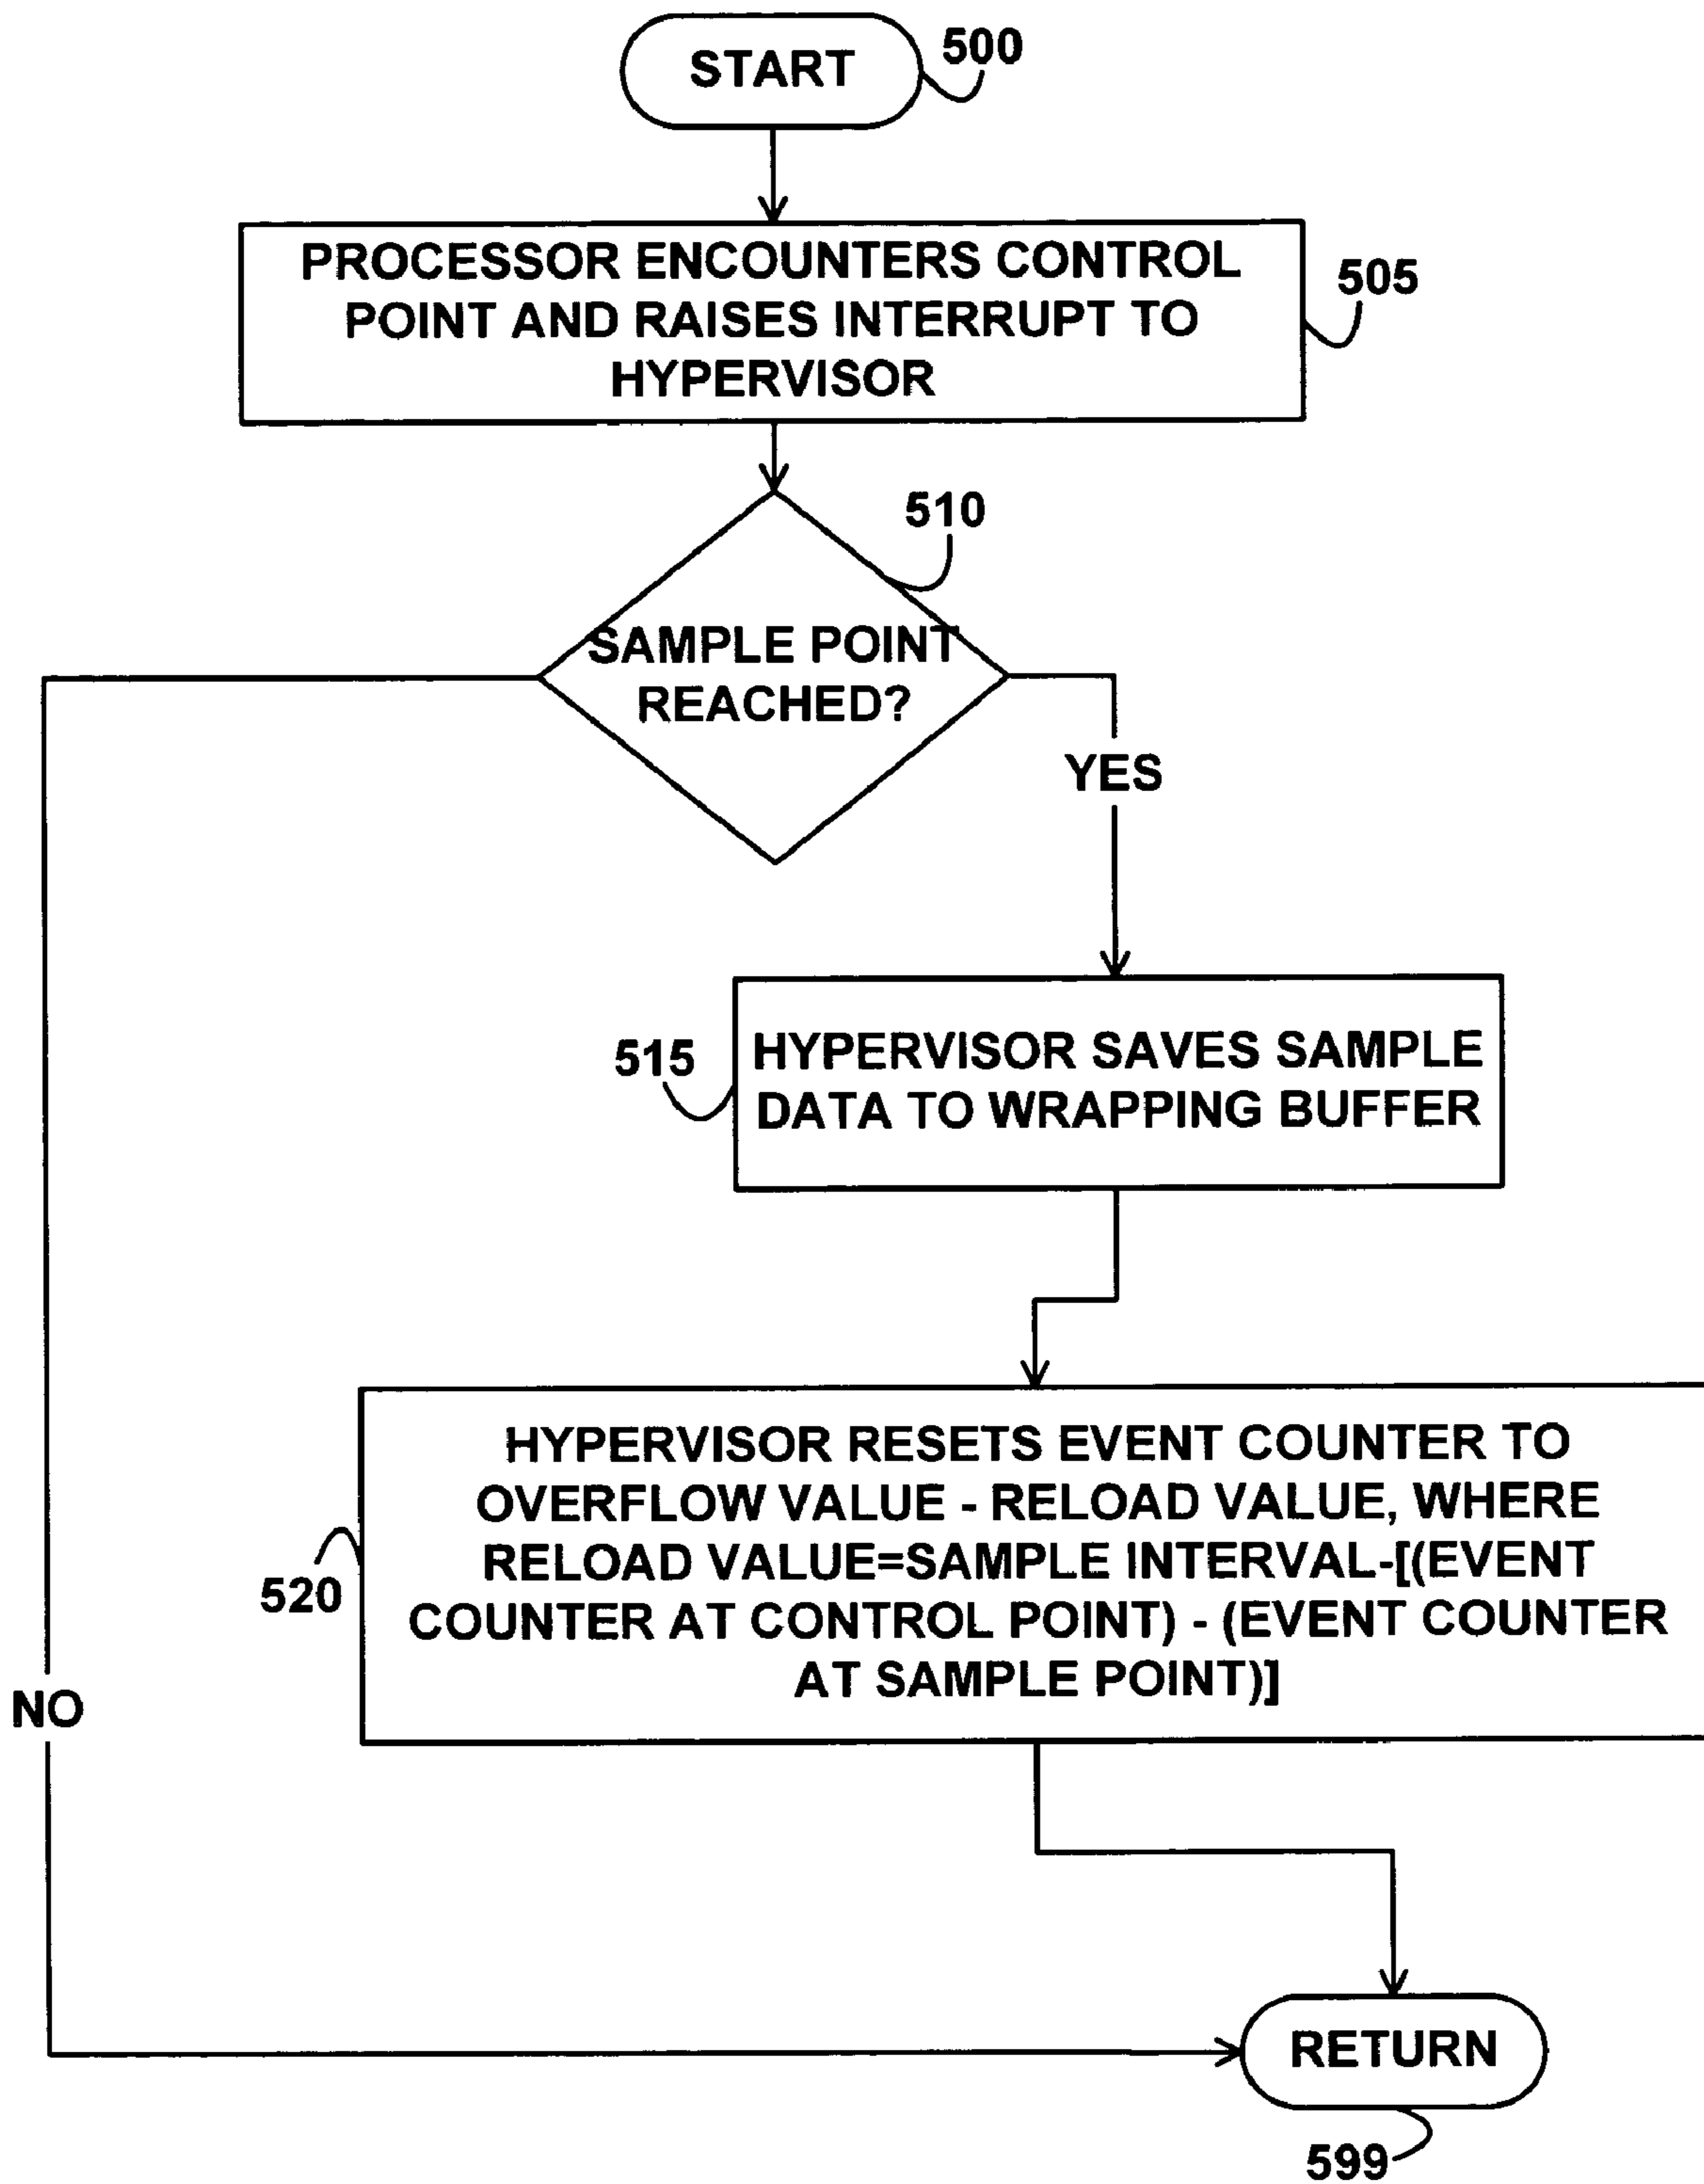 START
500
PROCESSOR ENCOUNTERS CONTROL
POINT AND RAISES INTERRUPT TO
HYPERVISOR
505
510
SAMPLE POINT
REACHED?
YES
515
HYPERVISOR SAVES SAMPLE
DATA TO WRAPPING BUFFER
520
HYPERVISOR RESETS EVENT COUNTER TO
OVERFLOW VALUE - RELOAD VALUE, WHERE
RELOAD VALUE=SAMPLE INTERVAL-[(EVENT
COUNTER AT CONTROL POINT) - (EVENT COUNTER
AT SAMPLE POINT)]
NO
RETURN
599